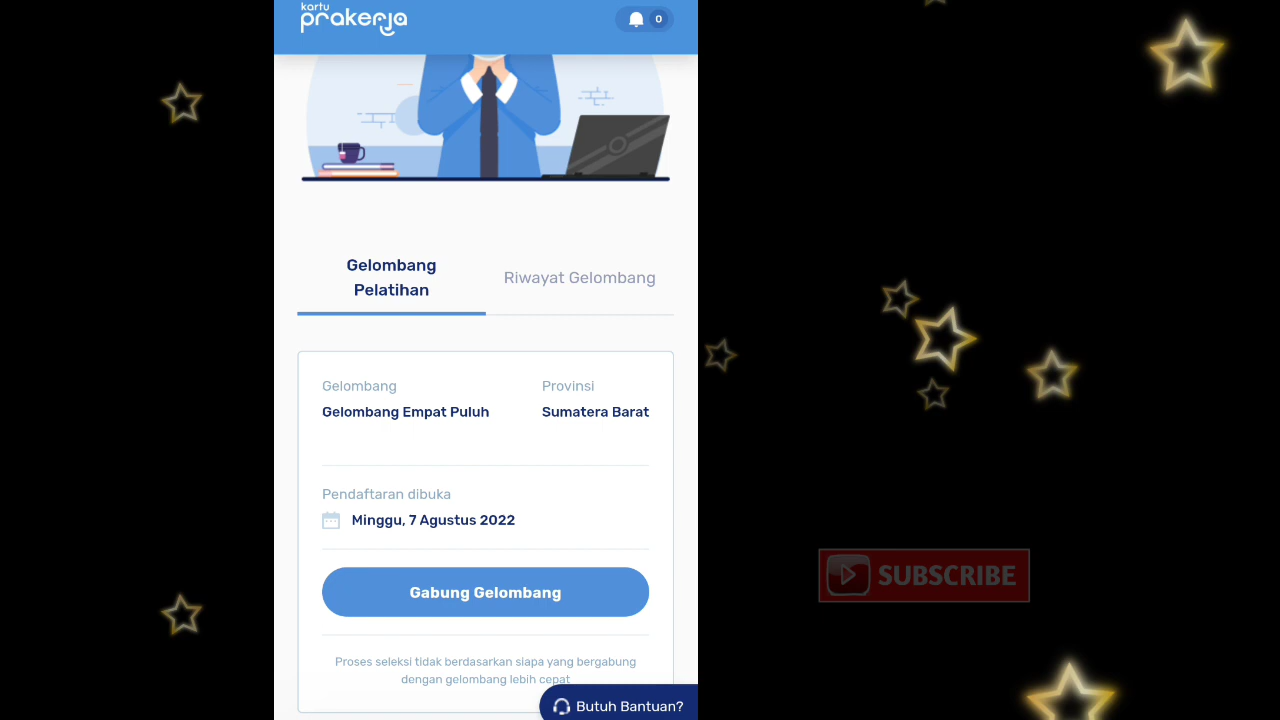 kartu
prakerja
0
Gelombang
Pelatihan
Riwayat Gelombang
Gelombang
Provinsi
Gelombang Empat Puluh
Sumatera Barat
Pendaftaran dibuka
Minggu, 7 Agustus 2022
Gabung Gelombang
Proses seleksi tidak berdasarkan siapa yang bergabung
dengan gelombang lebih cepat
Butuh Bantuan?
SUBSCRIBE